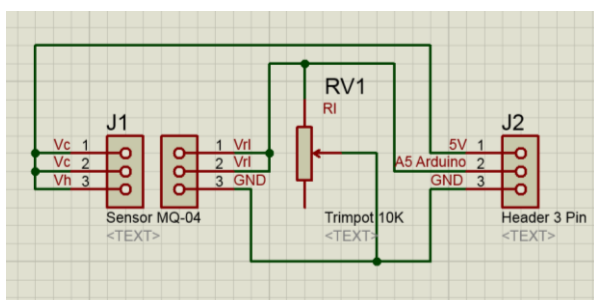 RV1
RI
J1
J2
Vc 1
1 Vrl
5V 1
Vc 2
2 Vrl
A5 Arduino 2
Vh 3
3 GND
GND 3
Sensor MQ-04
Trimpot 10K
Header 3 Pin
<TEXT>
<TEXT>
<TEXT>